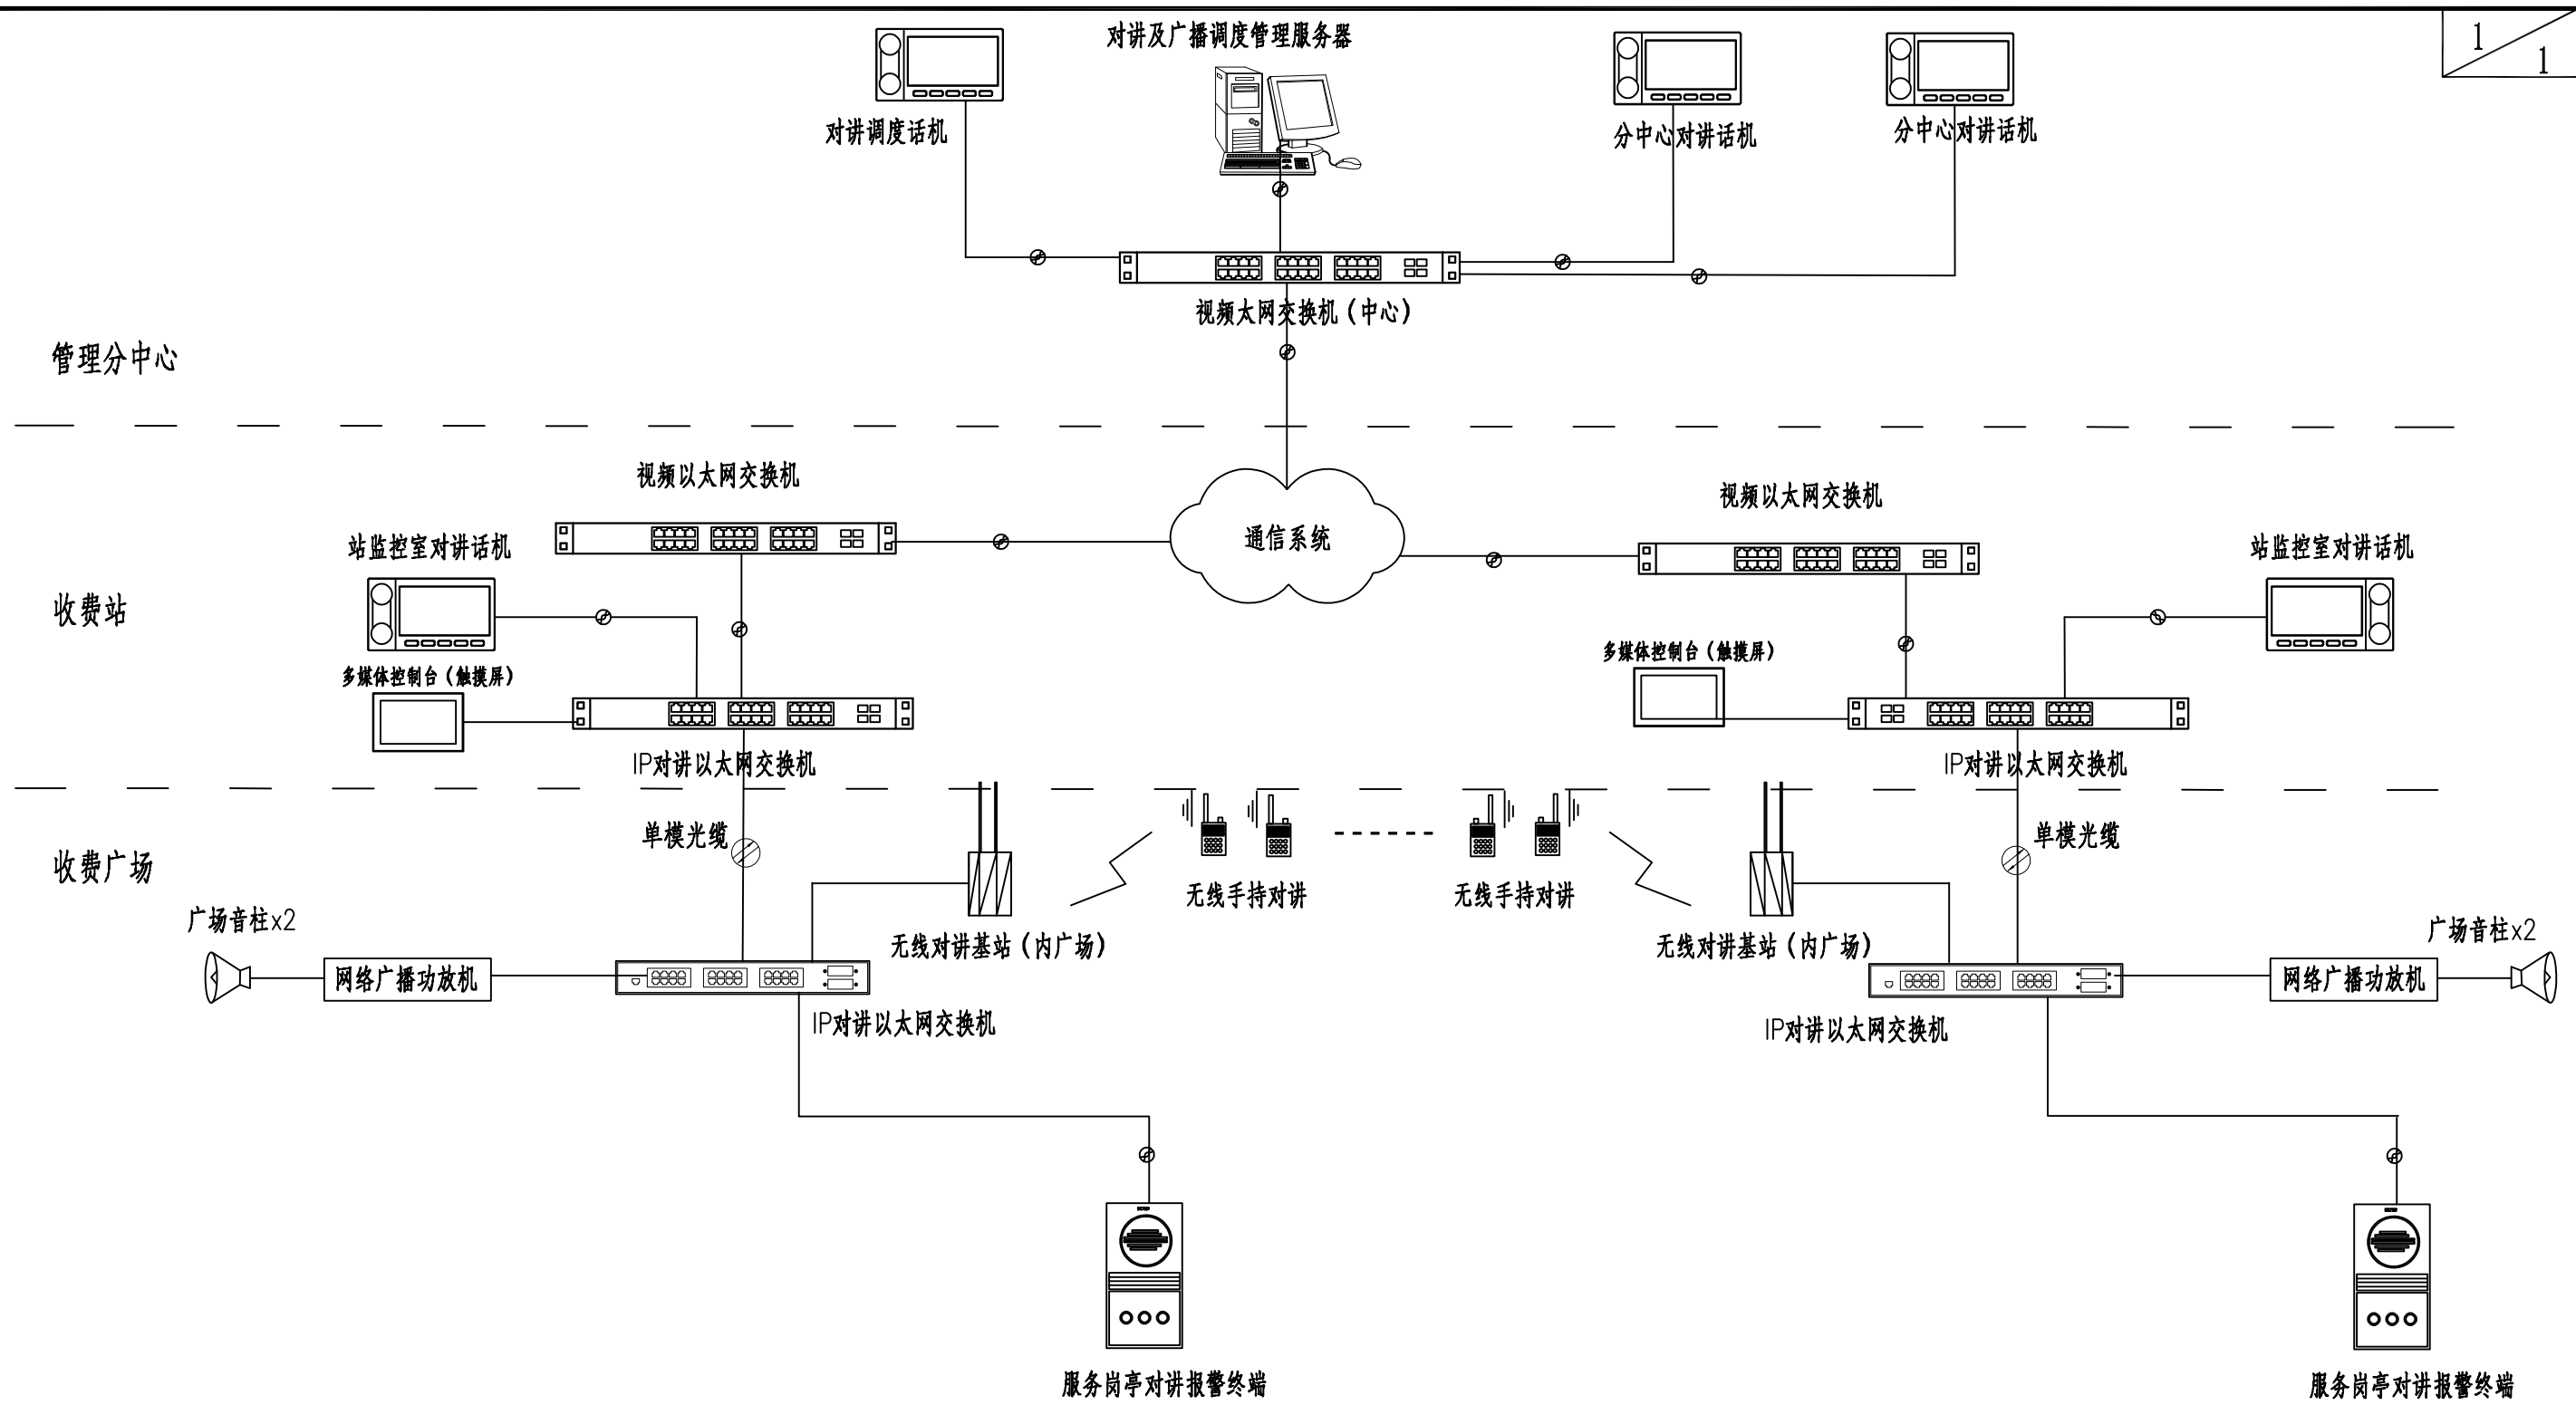 对讲及广播调度管理服务器
1
1
对讲调度话机
分中心对讲话机
分中心对讲话机
视频太网交换机（中心）
管理分中心
视频以太网交换机
视频以太网交换机
通信系统
站监控室对讲话机
站监控室对讲话机
收费站
多媒体控制台（触摸屏）
多媒体控制台（触摸屏）
IP对讲以太网交换机
IP对讲以太网交换机
单模光缆
单模光缆
收费广场
无线手持对讲
无线手持对讲
广场音柱x2
无线对讲基站（内广场）
无线对讲基站（内广场）
广场音柱x2
网络广播功放机
网络广播功放机
IP对讲以太网交换机
IP对讲以太网交换机
服务岗亭对讲报警终端
服务岗亭对讲报警终端